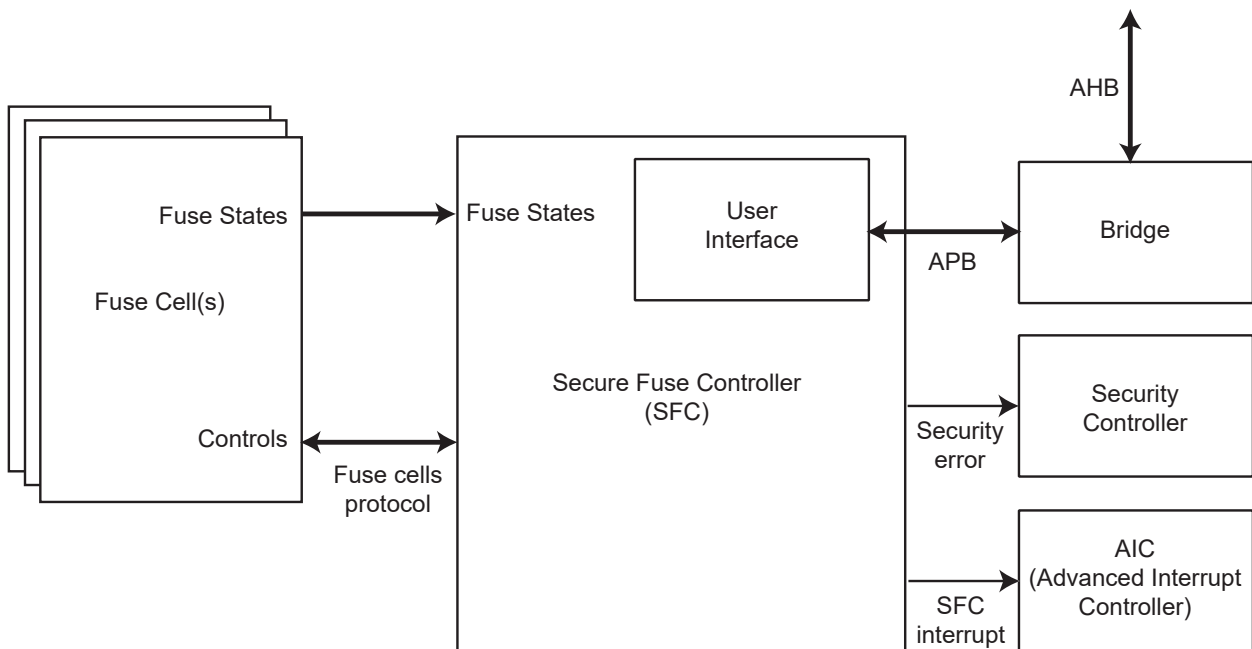 AHB
Fuse States
Fuse States
User
Interface
Bridge
APB
Fuse Cell(s)
Secure Fuse Controller
(SFC)
Security
Controller
Controls
Security
error
Fuse cells
protocol
AIC
(Advanced Interrupt
Controller)
SFC
interrupt